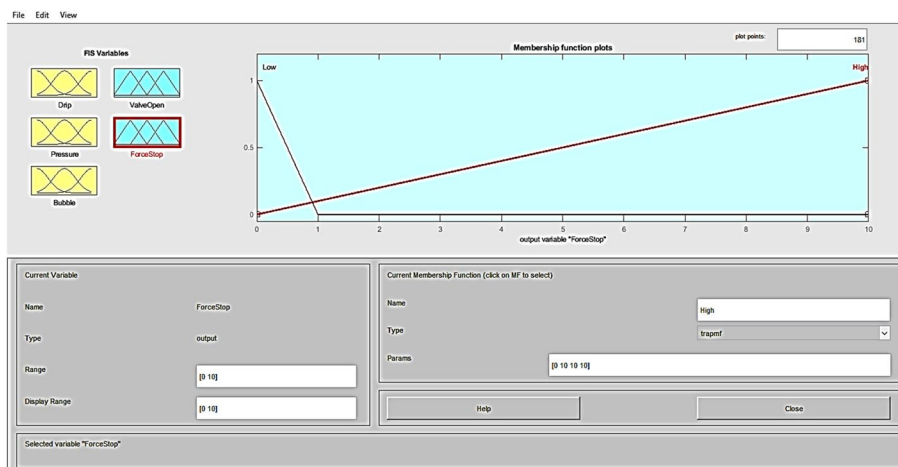 File Edit View
FIS Variables
Drip
ValveOpen
Pressure
ForceStop
Bubble
Membership function plots
plot points:
181
Low
High
1
0.5
0
0 1 2 3 4 5 6 7 8 9 10
output variable "ForceStop"
Current Variable
Name ForceStop
Type output
Range [0 10]
Display Range [0 10]
Current Membership Function (click on MF to select)
Name High
Type trapmf
Params [0 10 10 10]
Help Close
Selected variable "ForceStop"